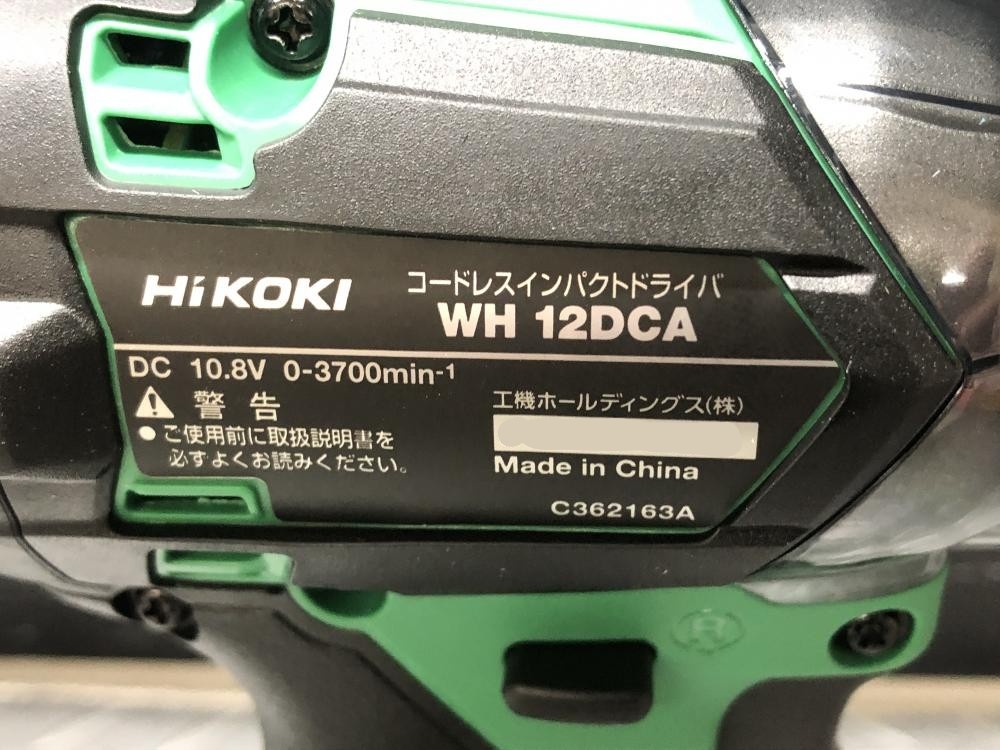 HiKOKI
コードレスインパクトドライバ
WH 12DCA
DC 10.8V 0-3700min-1
警告
工機ホールディングス(株)
●ご使用前に取扱説明書を
必ずよくお読みください。
Made in China
C362163A
R